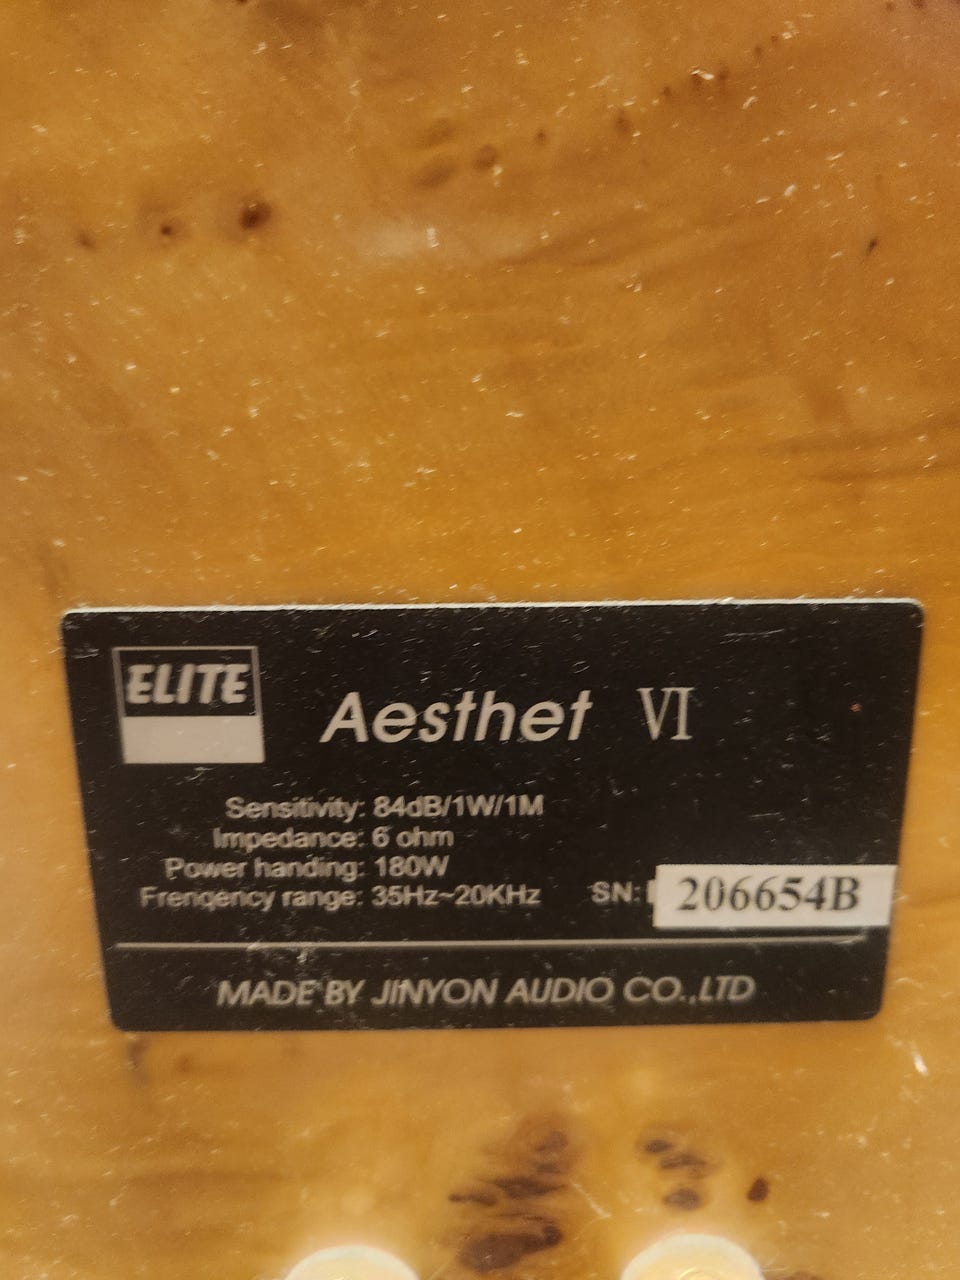 ELITE
Aesthet VI
Sensitivity: 84dB/1W/1M
Impedance: 6 ohm
Power handing: 180W
Frenqency range: 35Hz~20KHz
SN: 206654B
MADE BY JINYON AUDIO CO.,LTD